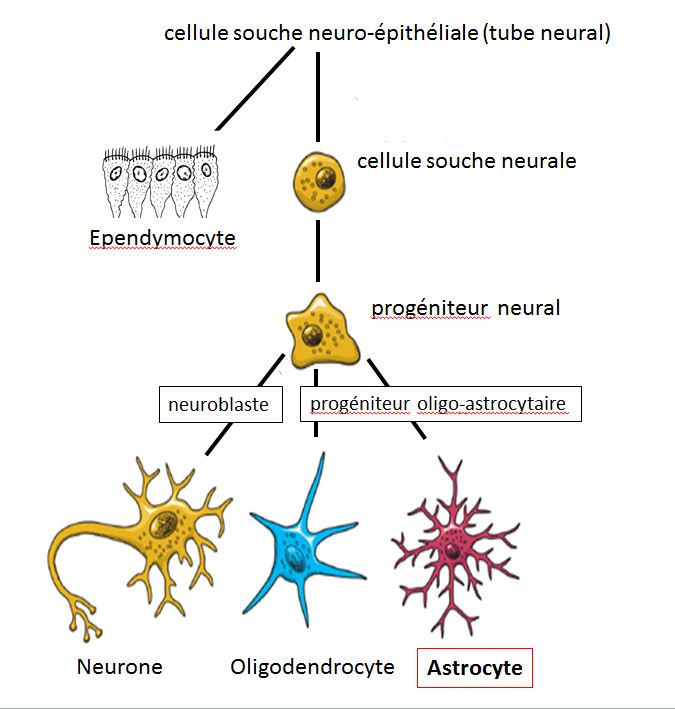 cellule souche neuro-épithéliale (tube neural)
cellule souche neurale
Ependymocyte
progéniteur neural
neuroblaste
progéniteur oligo-astrocytaire
Neurone
Oligodendrocyte
Astrocyte